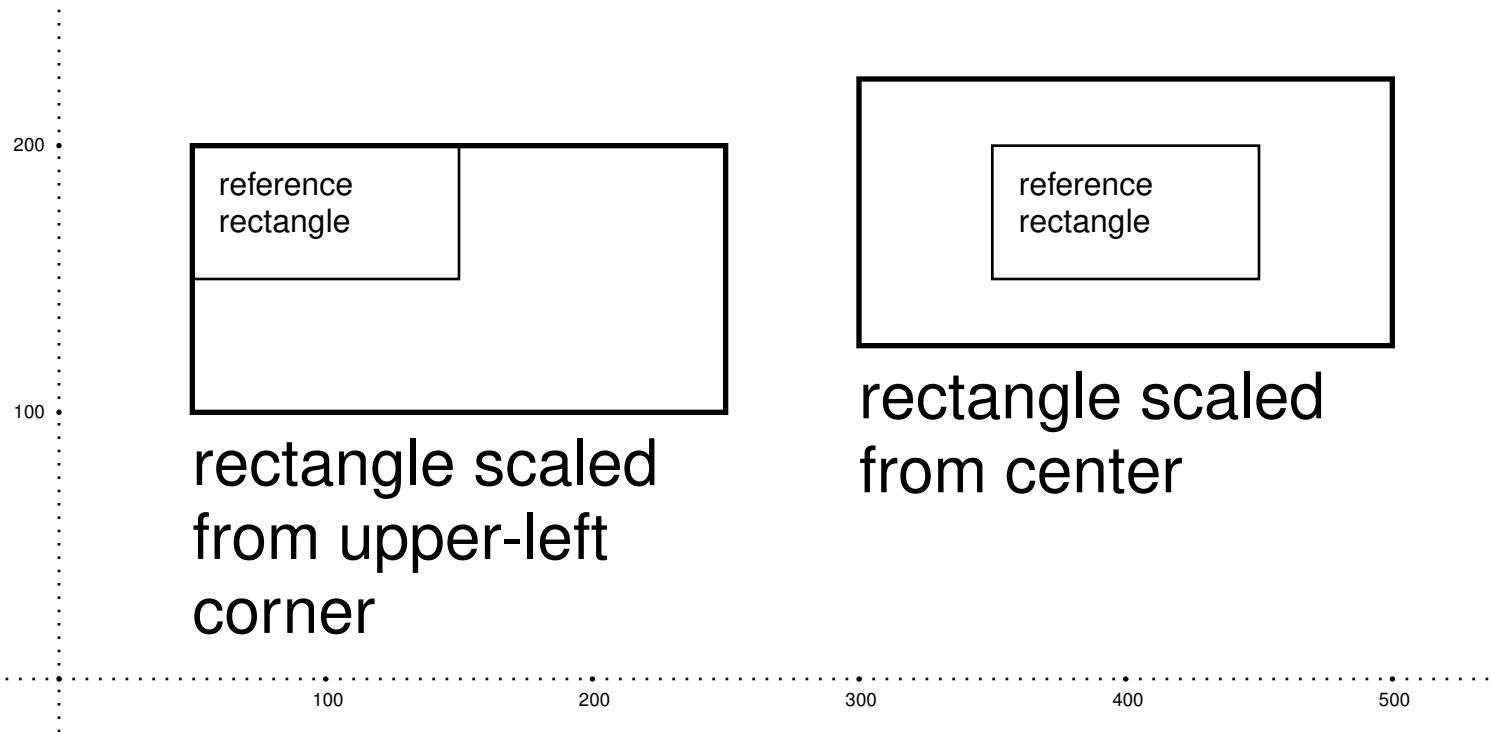 200
reference
rectangle
100
rectangle scaled
from upper-left
corner
reference
rectangle
rectangle scaled
from center
100
200
300
400
500